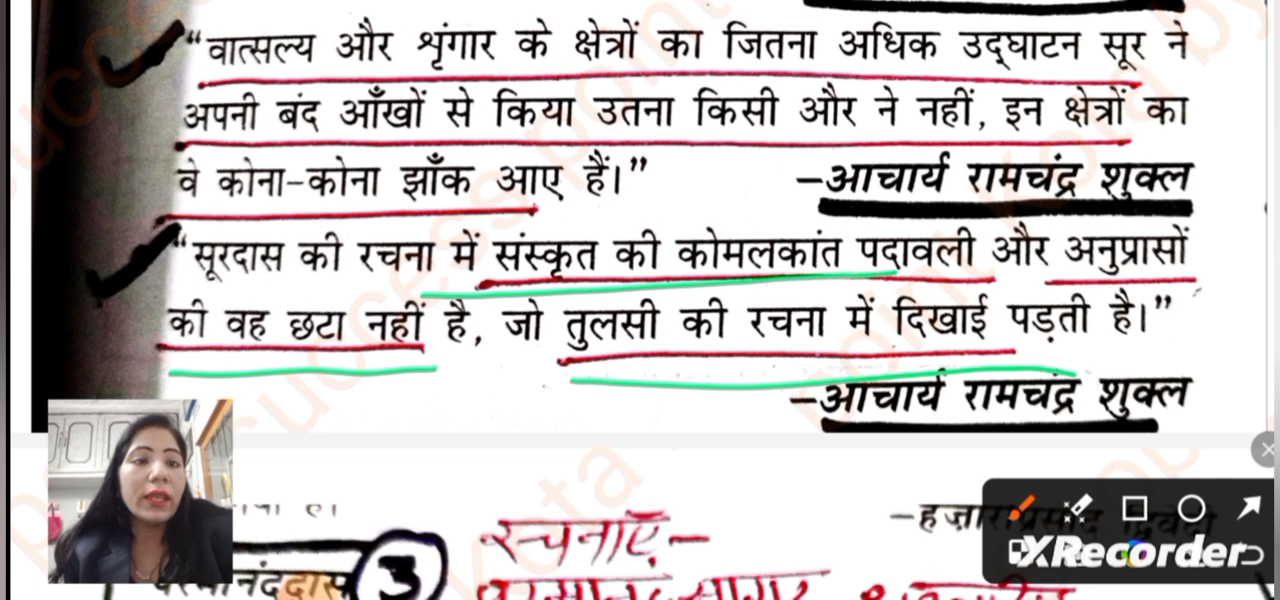 “वात्सल्य और शृंगार के क्षेत्रों का जितना अधिक उद्‌घाटन सूर ने
अपनी बंद आँखों से किया उतना किसी और ने नहीं, इन क्षेत्रों का
वे कोना-कोना झाँक आए हैं।” –आचार्य रामचंद्र शुक्ल
“सूरदास की रचना में संस्कृत की कोमलकांत पदावली और अनुप्रासों
की वह छटा नहीं है, जो तुलसी की रचना में दिखाई पड़ती है।”
–आचार्य रामचंद्र शुक्ल
रचनाएँ–
XRecorder
3